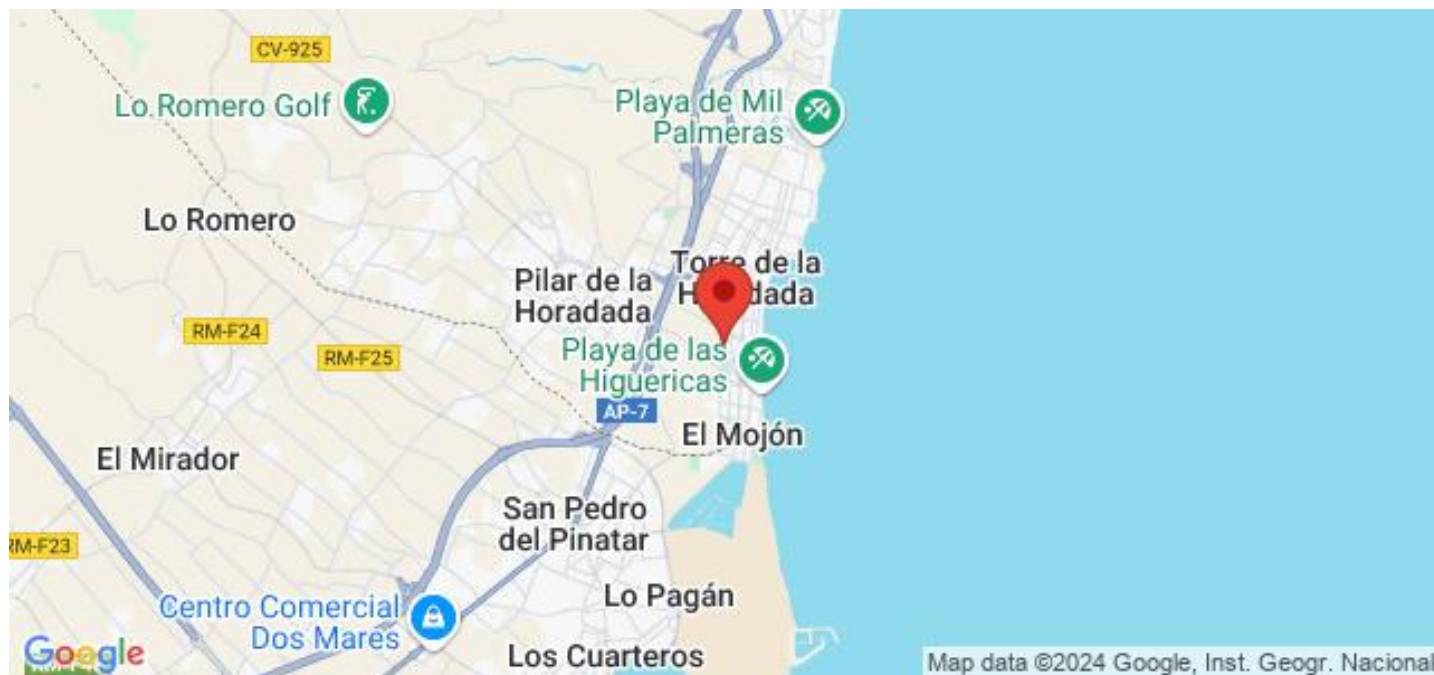 CV-925
Lo Romero Golf
Playa de Mil
Palmeras
Lo Romero
Torre de la
Horadada
Pilar de la
Horadada
RM-F24
RM-F25
Playa de las
Higuericas
AP-7
El Mojón
El Mirador
San Pedro
del Pinatar
RM-F23
Centro Comercial
Dos Mares
Lo Pagán
Los Cuarteros
Google
Map data ©2024 Google, Inst. Geogr. Nacional